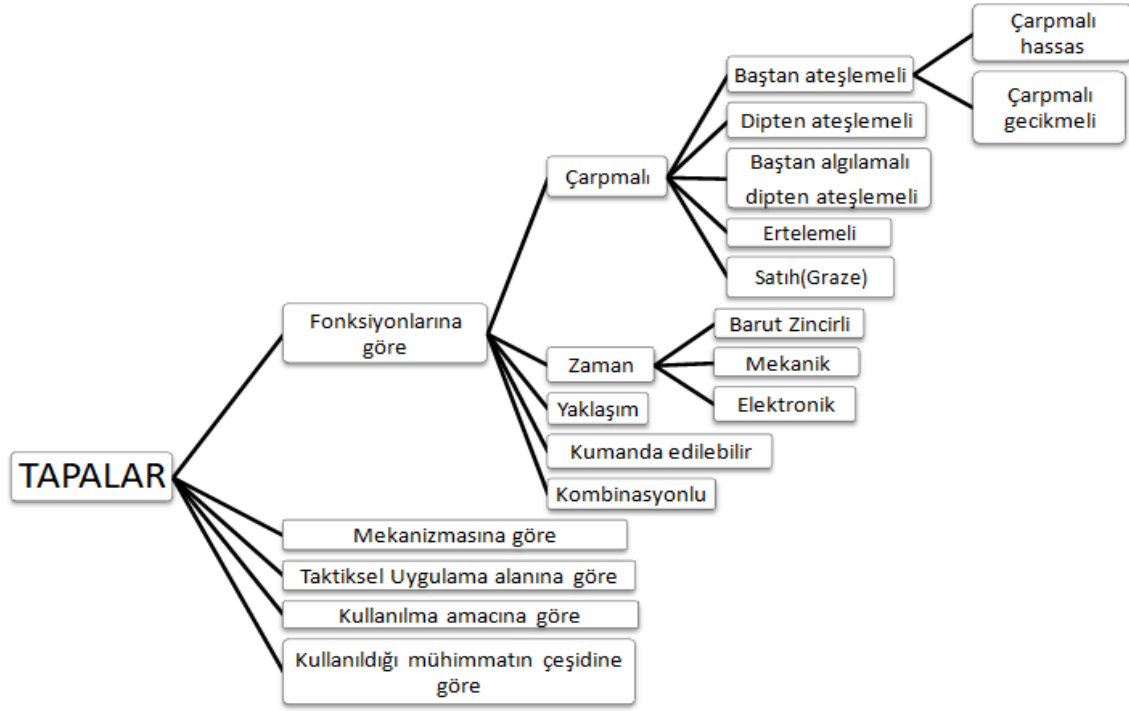 TAPALAR
Fonksiyonlarına
göre
Çarpmalı
Baştan ateşlemeli
Çarpmalı
hassas
Çarpmalı
gecikmeli
Dipten ateşlemeli
Baştan algılamalı
dipten ateşlemeli
Ertelemeli
Satıh(Graze)
Zaman
Barut Zincirli
Mekanik
Elektronik
Yaklaşım
Kumanda edilebilir
Kombinasyonlu
Mekanizmasına göre
Taktiksel Uygulama alanına göre
Kullanılma amacına göre
Kullanıldığı mühimmatın çeşidine
göre